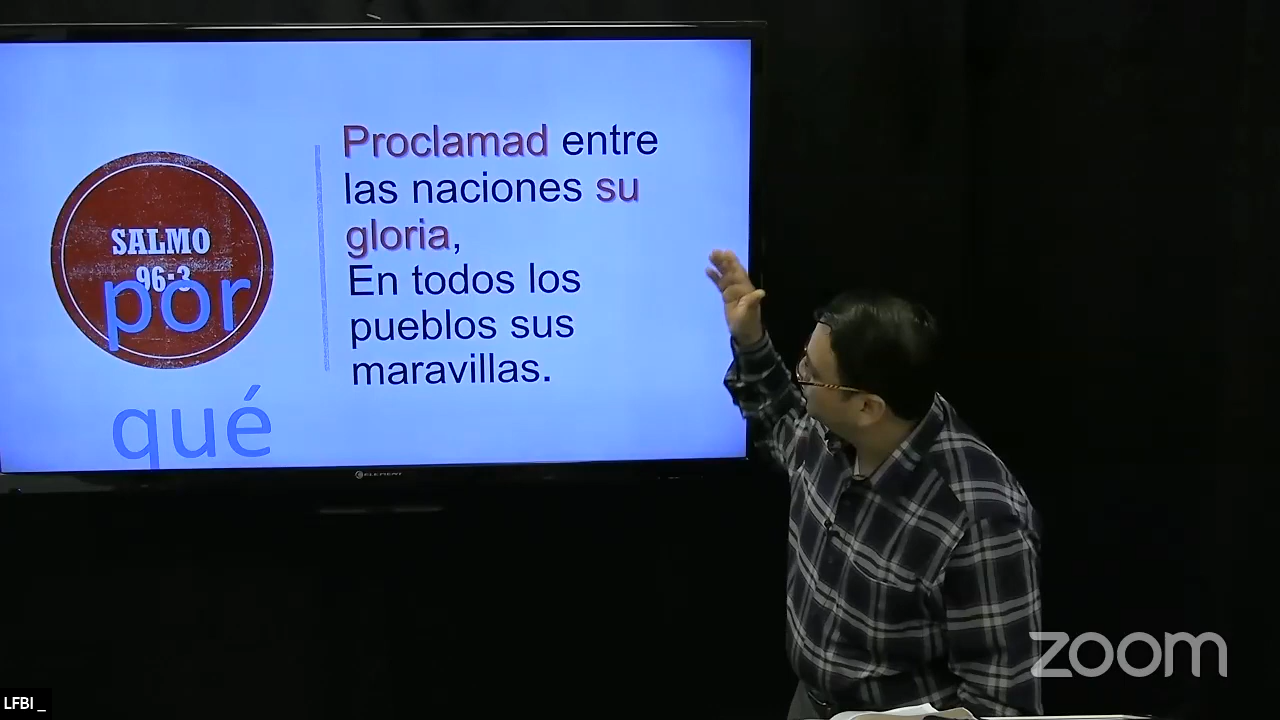 SALMO
96:3
por
qué
Proclamad entre
las naciones su
gloria,
En todos los
pueblos sus
maravillas.
ELEMENT
zoom
LFBI _